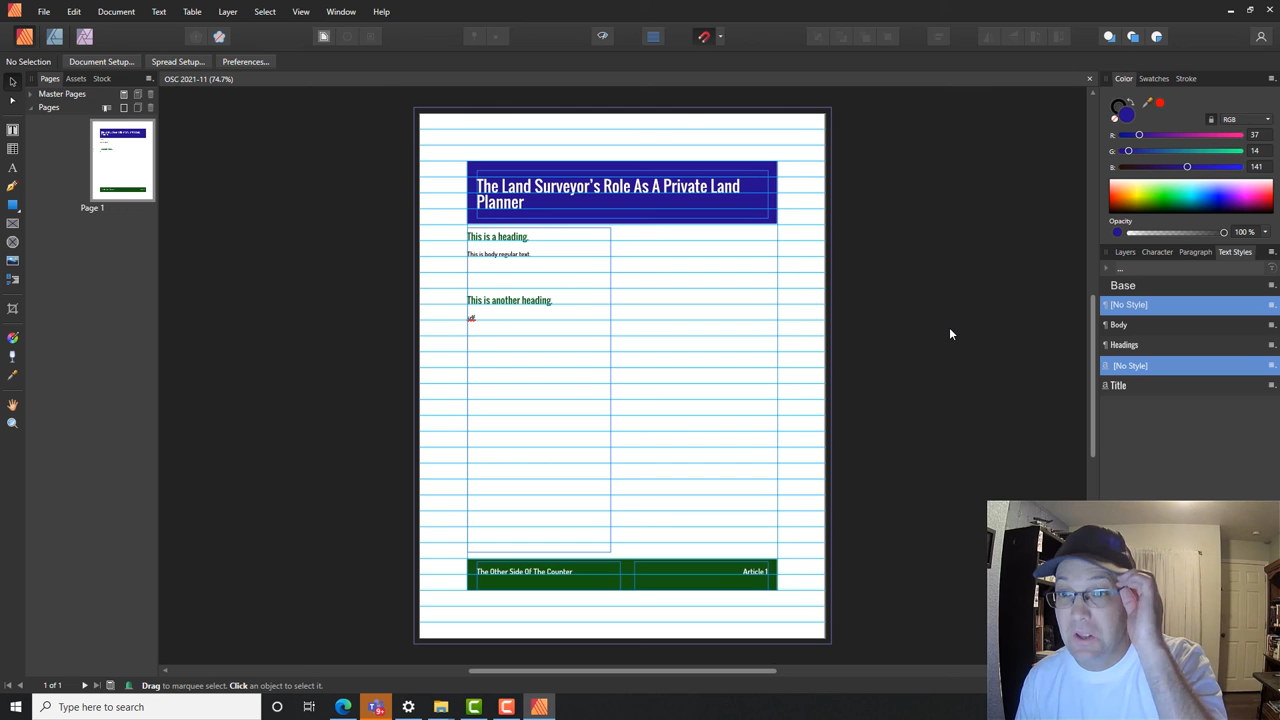 File Edit Document Text Table Layer Select View Window Help
No Selection Document Setup... Spread Setup... Preferences...
Pages Assets Stock
OSC 2021-11 (74.7%)
Color Swatches Stroke
Master Pages
Pages
Page 1
RGB
R: 37
G: 14
B: 141
Opacity
100 %
Layers Character Paragraph Text Styles
...
Base
[No Style]
Body
Headings
[No Style]
Title
The Land Surveyor's Role As A Private Land
Planner
This is a heading.
This is body regular text
This is another heading.
The Other Side Of The Counter Article 1
1 of 1
Drag to marquee select. Click an object to select it.
Type here to search
9+